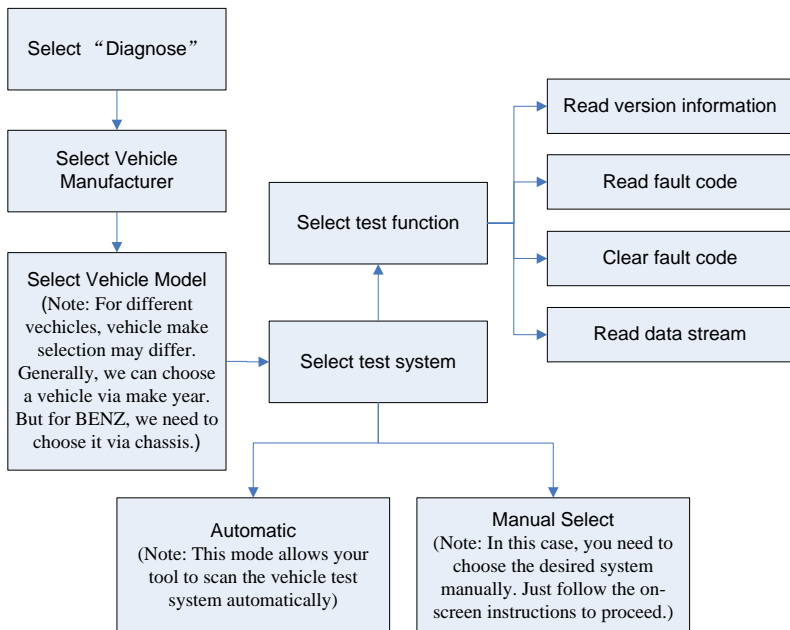 Select “Diagnose”
Select Vehicle
Manufacturer
Select Vehicle Model
(Note: For different
vechicles, vehicle make
selection may differ.
Generally, we can choose
a vehicle via make year.
But for BENZ, we need to
choose it via chassis.)
Select test system
Select test function
Read version information
Read fault code
Clear fault code
Read data stream
Automatic
(Note: This mode allows your
tool to scan the vehicle test
system automatically)
Manual Select
(Note: In this case, you need to
choose the desired system
manually. Just follow the on-
screen instructions to proceed.)